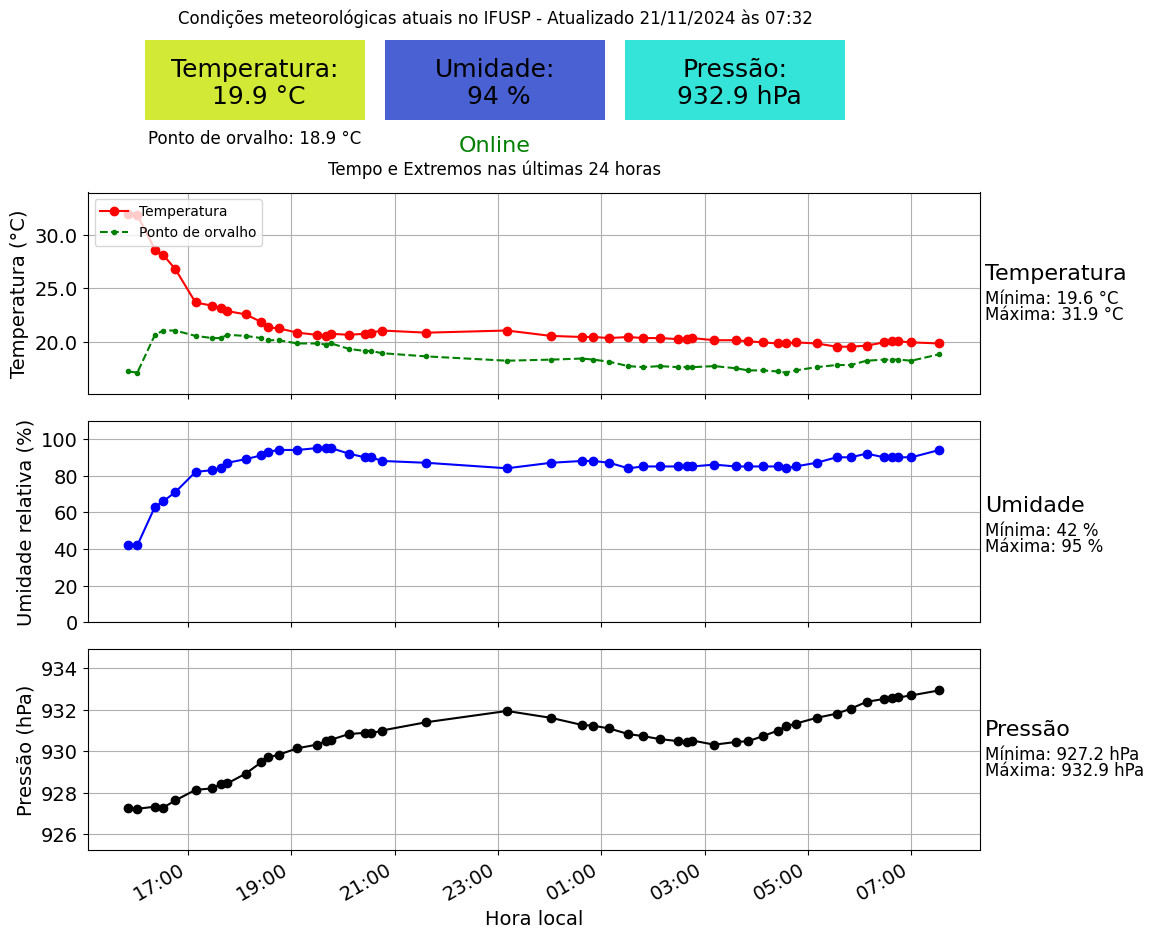 Condições meteorológicas atuais no IFUSP - Atualizado 21/11/2024 às 07:32
Temperatura:
19.9 °C
Umidade:
94 %
Pressão:
932.9 hPa
Ponto de orvalho: 18.9 °C
Online
Tempo e Extremos nas últimas 24 horas
Temperatura (°C)
30.0
25.0
20.0
Temperatura
Ponto de orvalho
Temperatura
Mínima: 19.6 °C
Máxima: 31.9 °C
Umidade relativa (%)
100
80
60
40
20
0
Umidade
Mínima: 42 %
Máxima: 95 %
Pressão (hPa)
934
932
930
928
926
Pressão
Mínima: 927.2 hPa
Máxima: 932.9 hPa
17:00
19:00
21:00
23:00
01:00
03:00
05:00
07:00
Hora local